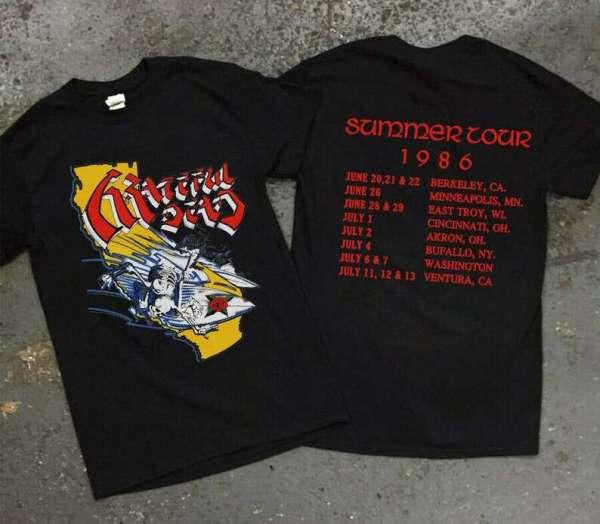 GRATEFUL
DEAD
SUMMER TOUR
1986
JUNE 20,21 & 22 BERKELEY, CA.
JUNE 26 MINNEAPOLIS, MN.
JUNE 28 & 29 EAST TROY, WI.
JULY 1 CINCINNATI, OH.
JULY 2 AKRON, OH.
JULY 4 BUFALLO, NY.
JULY 6 & 7 WASHINGTON
JULY 11, 12 & 13 VENTURA, CA